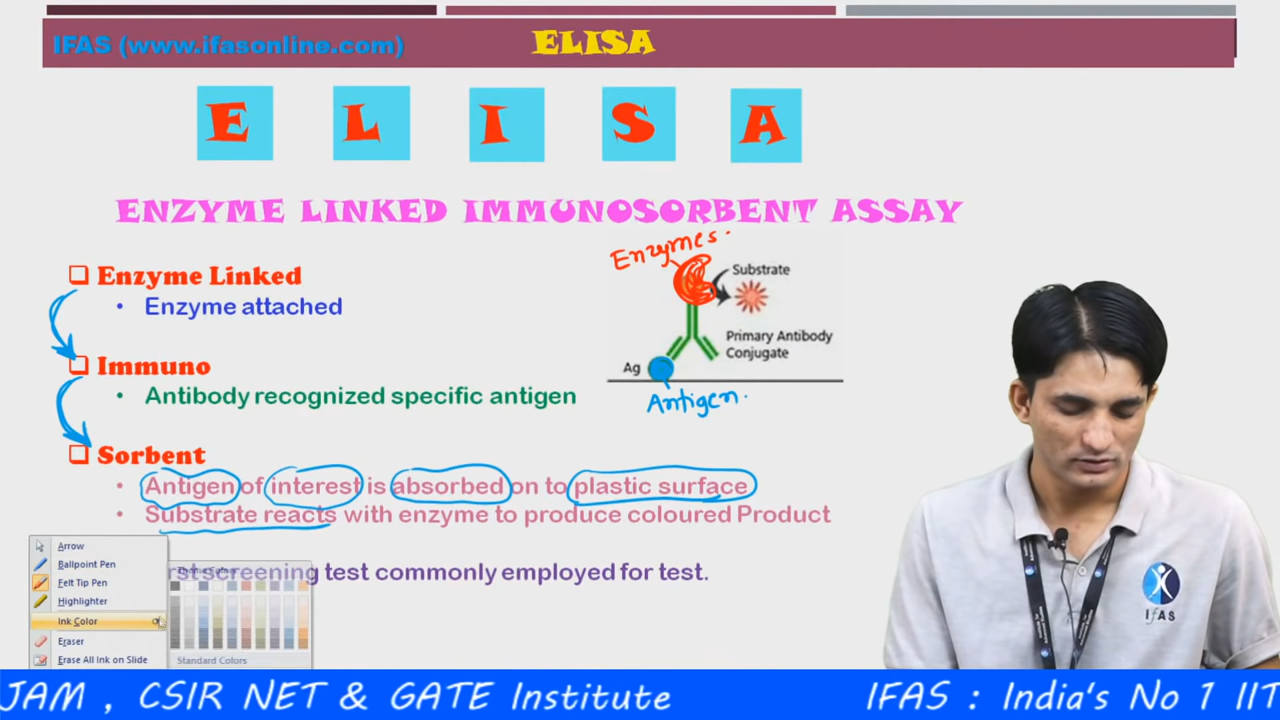 IFAS (www.ifasonline.com)
ELISA
E L I S A
ENZYME LINKED IMMUNOSORBENT ASSAY
Enzymes.
Substrate
Primary Antibody
Conjugate
Ag
Antigen.
❑ Enzyme Linked
• Enzyme attached
❑ Immuno
• Antibody recognized specific antigen
❑ Sorbent
• Antigen of interest is absorbed on to plastic surface
• Substrate reacts with enzyme to produce coloured Product
screening test commonly employed for test.
Arrow
Ballpoint Pen
Felt Tip Pen
Highlighter
Ink Color
Eraser
Erase All Ink on Slide
Theme Colors
Standard Colors
IFAS
JAM , CSIR NET & GATE Institute
IFAS : India's No 1 IIT